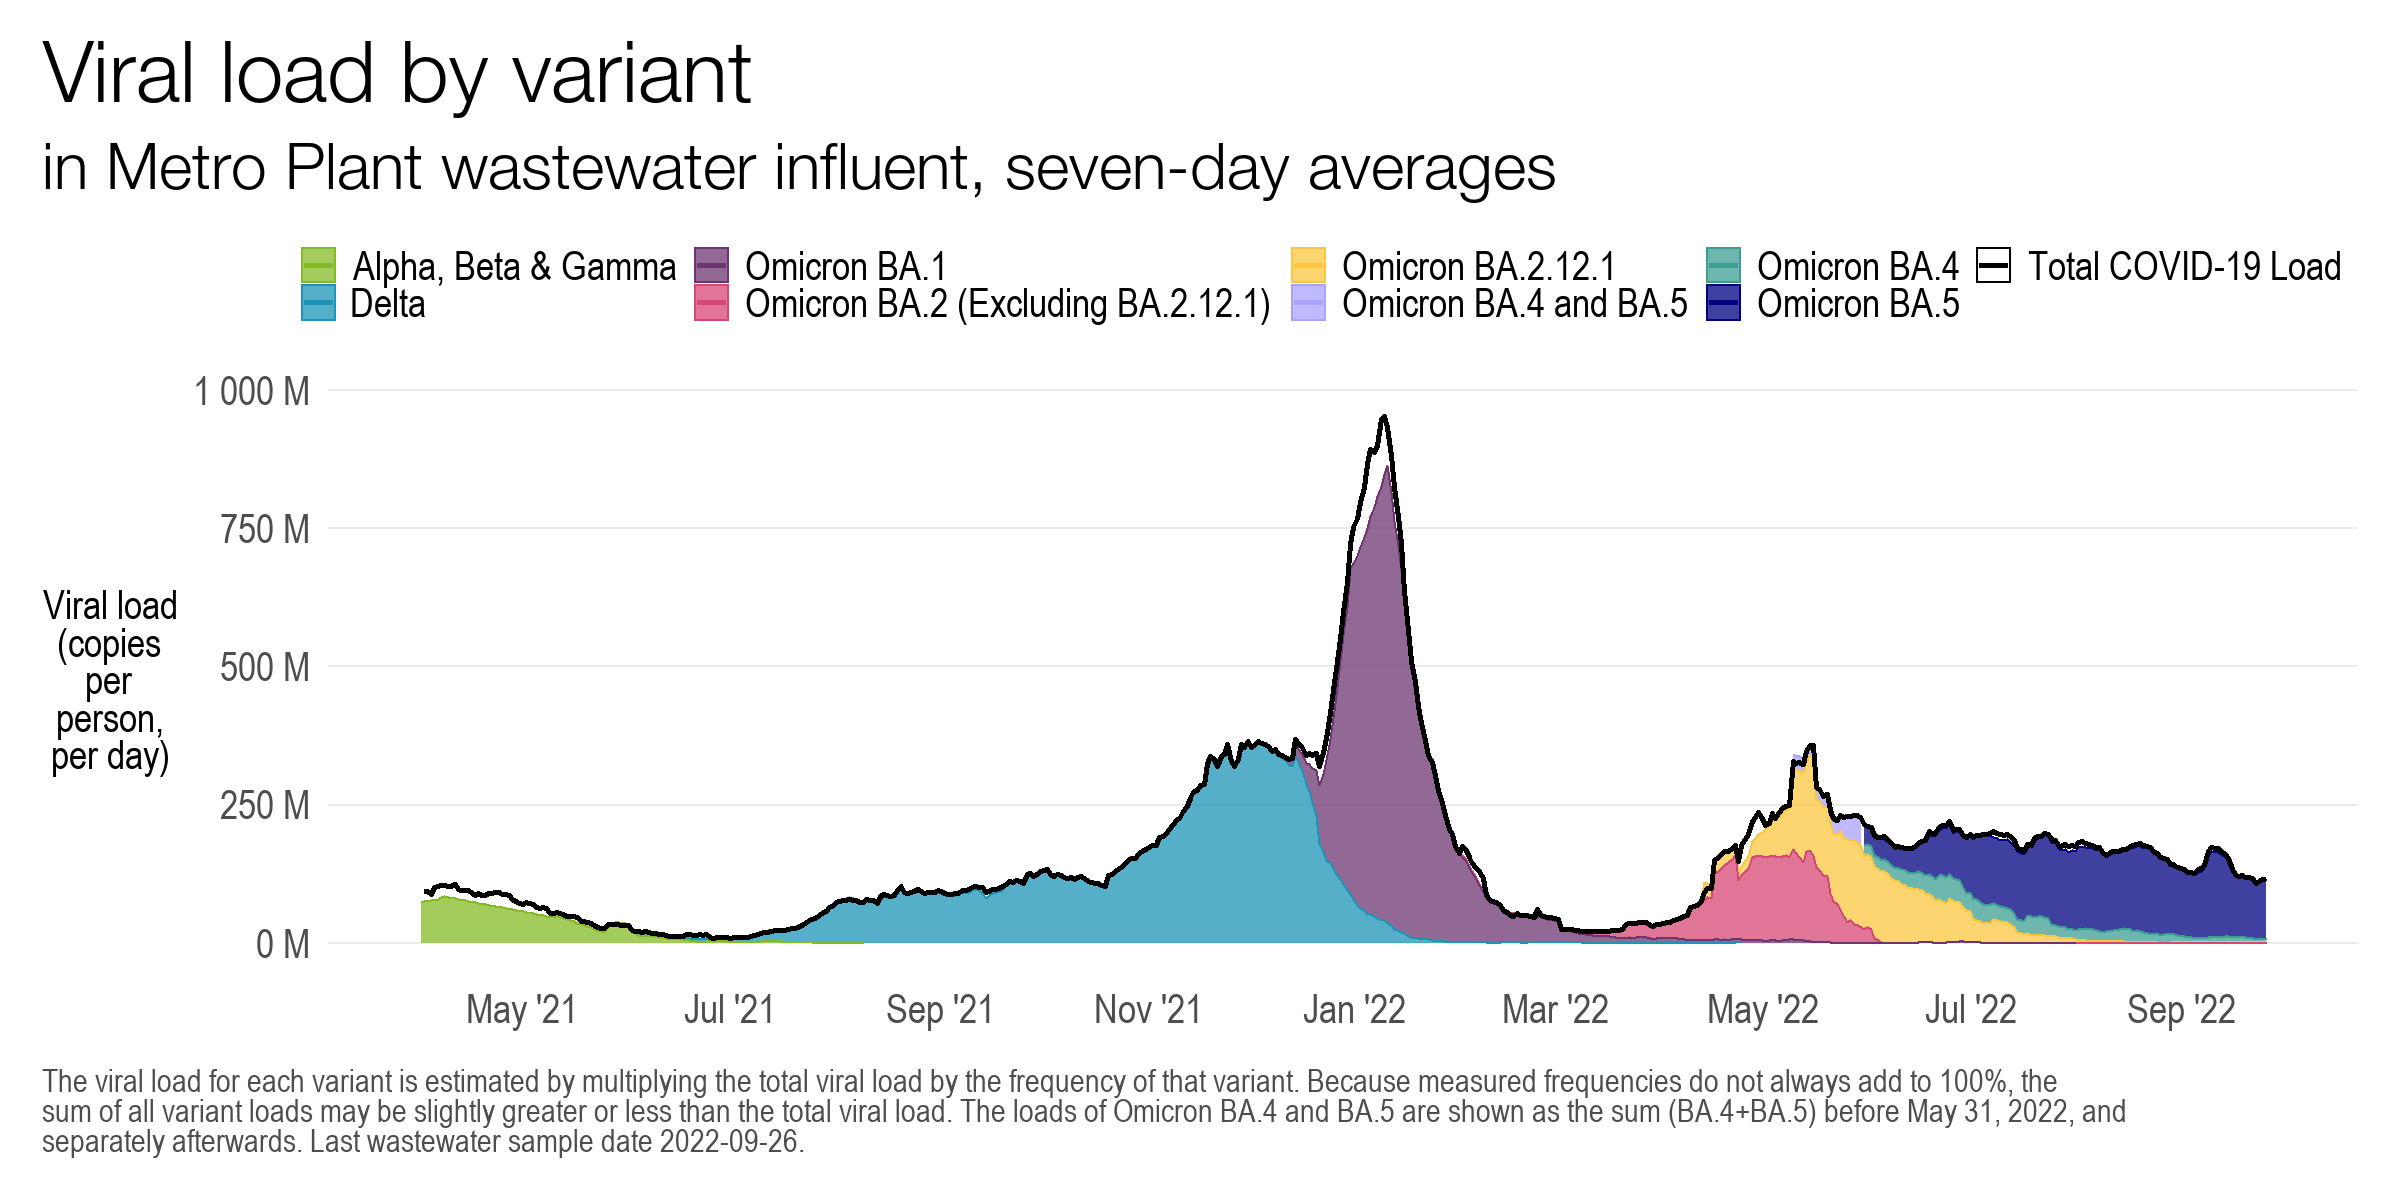 Viral load by variant
in Metro Plant wastewater influent, seven-day averages
Alpha, Beta & Gamma
Omicron BA.1
Omicron BA.2.12.1
Omicron BA.4
Total COVID-19 Load
Delta
Omicron BA.2 (Excluding BA.2.12.1)
Omicron BA.4 and BA.5
Omicron BA.5
1 000 M
750 M
500 M
250 M
0 M
Viral load
(copies
per
person,
per day)
May '21
Jul '21
Sep '21
Nov '21
Jan '22
Mar '22
May '22
Jul '22
Sep '22
The viral load for each variant is estimated by multiplying the total viral load by the frequency of that variant. Because measured frequencies do not always add to 100%, the
sum of all variant loads may be slightly greater or less than the total viral load. The loads of Omicron BA.4 and BA.5 are shown as the sum (BA.4+BA.5) before May 31, 2022, and
separately afterwards. Last wastewater sample date 2022-09-26.